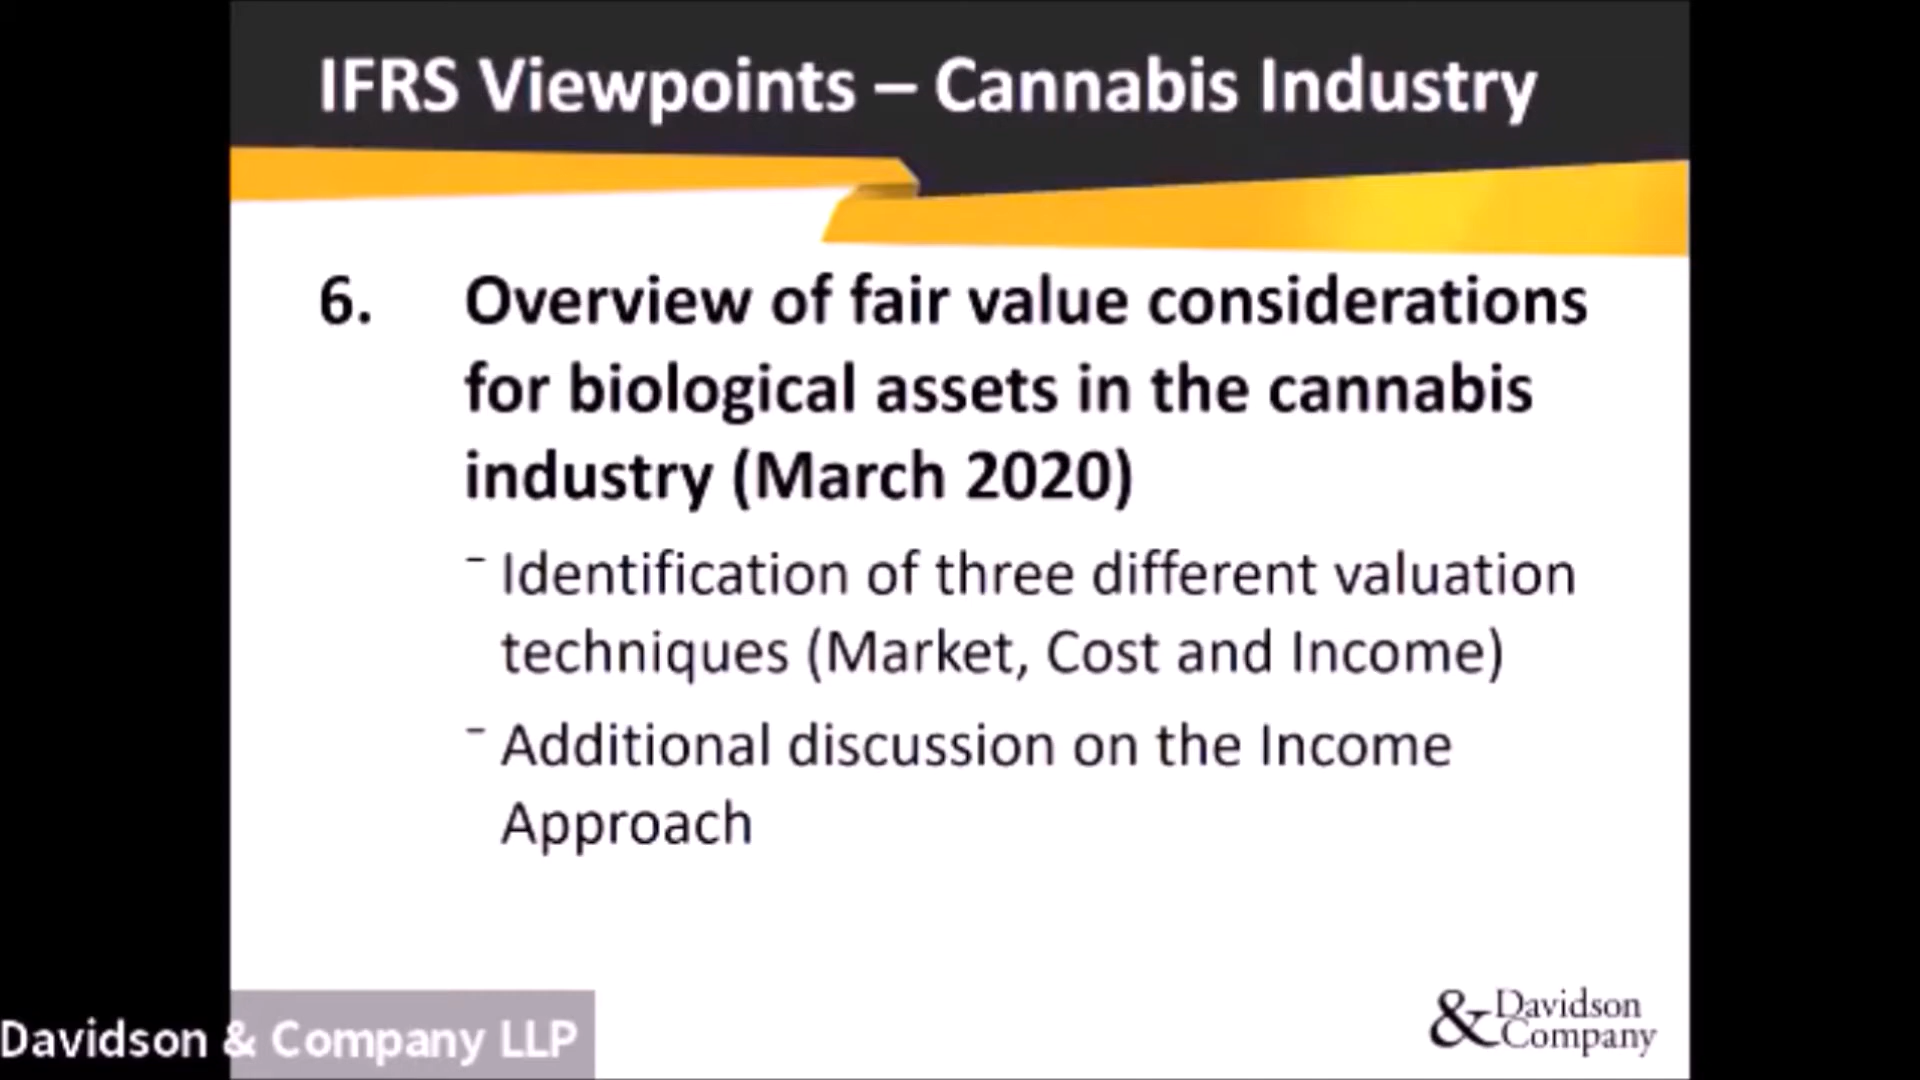 IFRS Viewpoints – Cannabis Industry
6. Overview of fair value considerations
for biological assets in the cannabis
industry (March 2020)
– Identification of three different valuation
techniques (Market, Cost and Income)
– Additional discussion on the Income
Approach
Davidson & Company LLP
& Davidson
Company